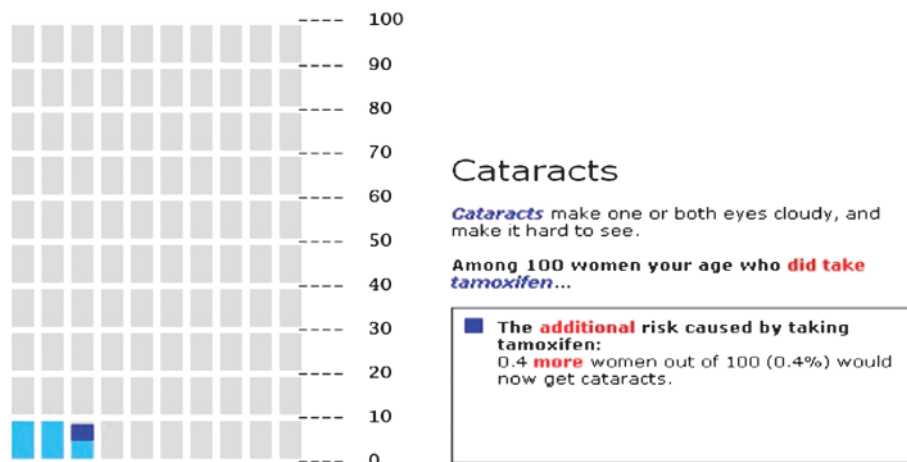 100
90
80
70
60
50
40
30
20
10
0
Cataracts
Cataracts make one or both eyes cloudy, and
make it hard to see.
Among 100 women your age who did take
tamoxifen...
The additional risk caused by taking
tamoxifen:
0.4 more women out of 100 (0.4%) would
now get cataracts.